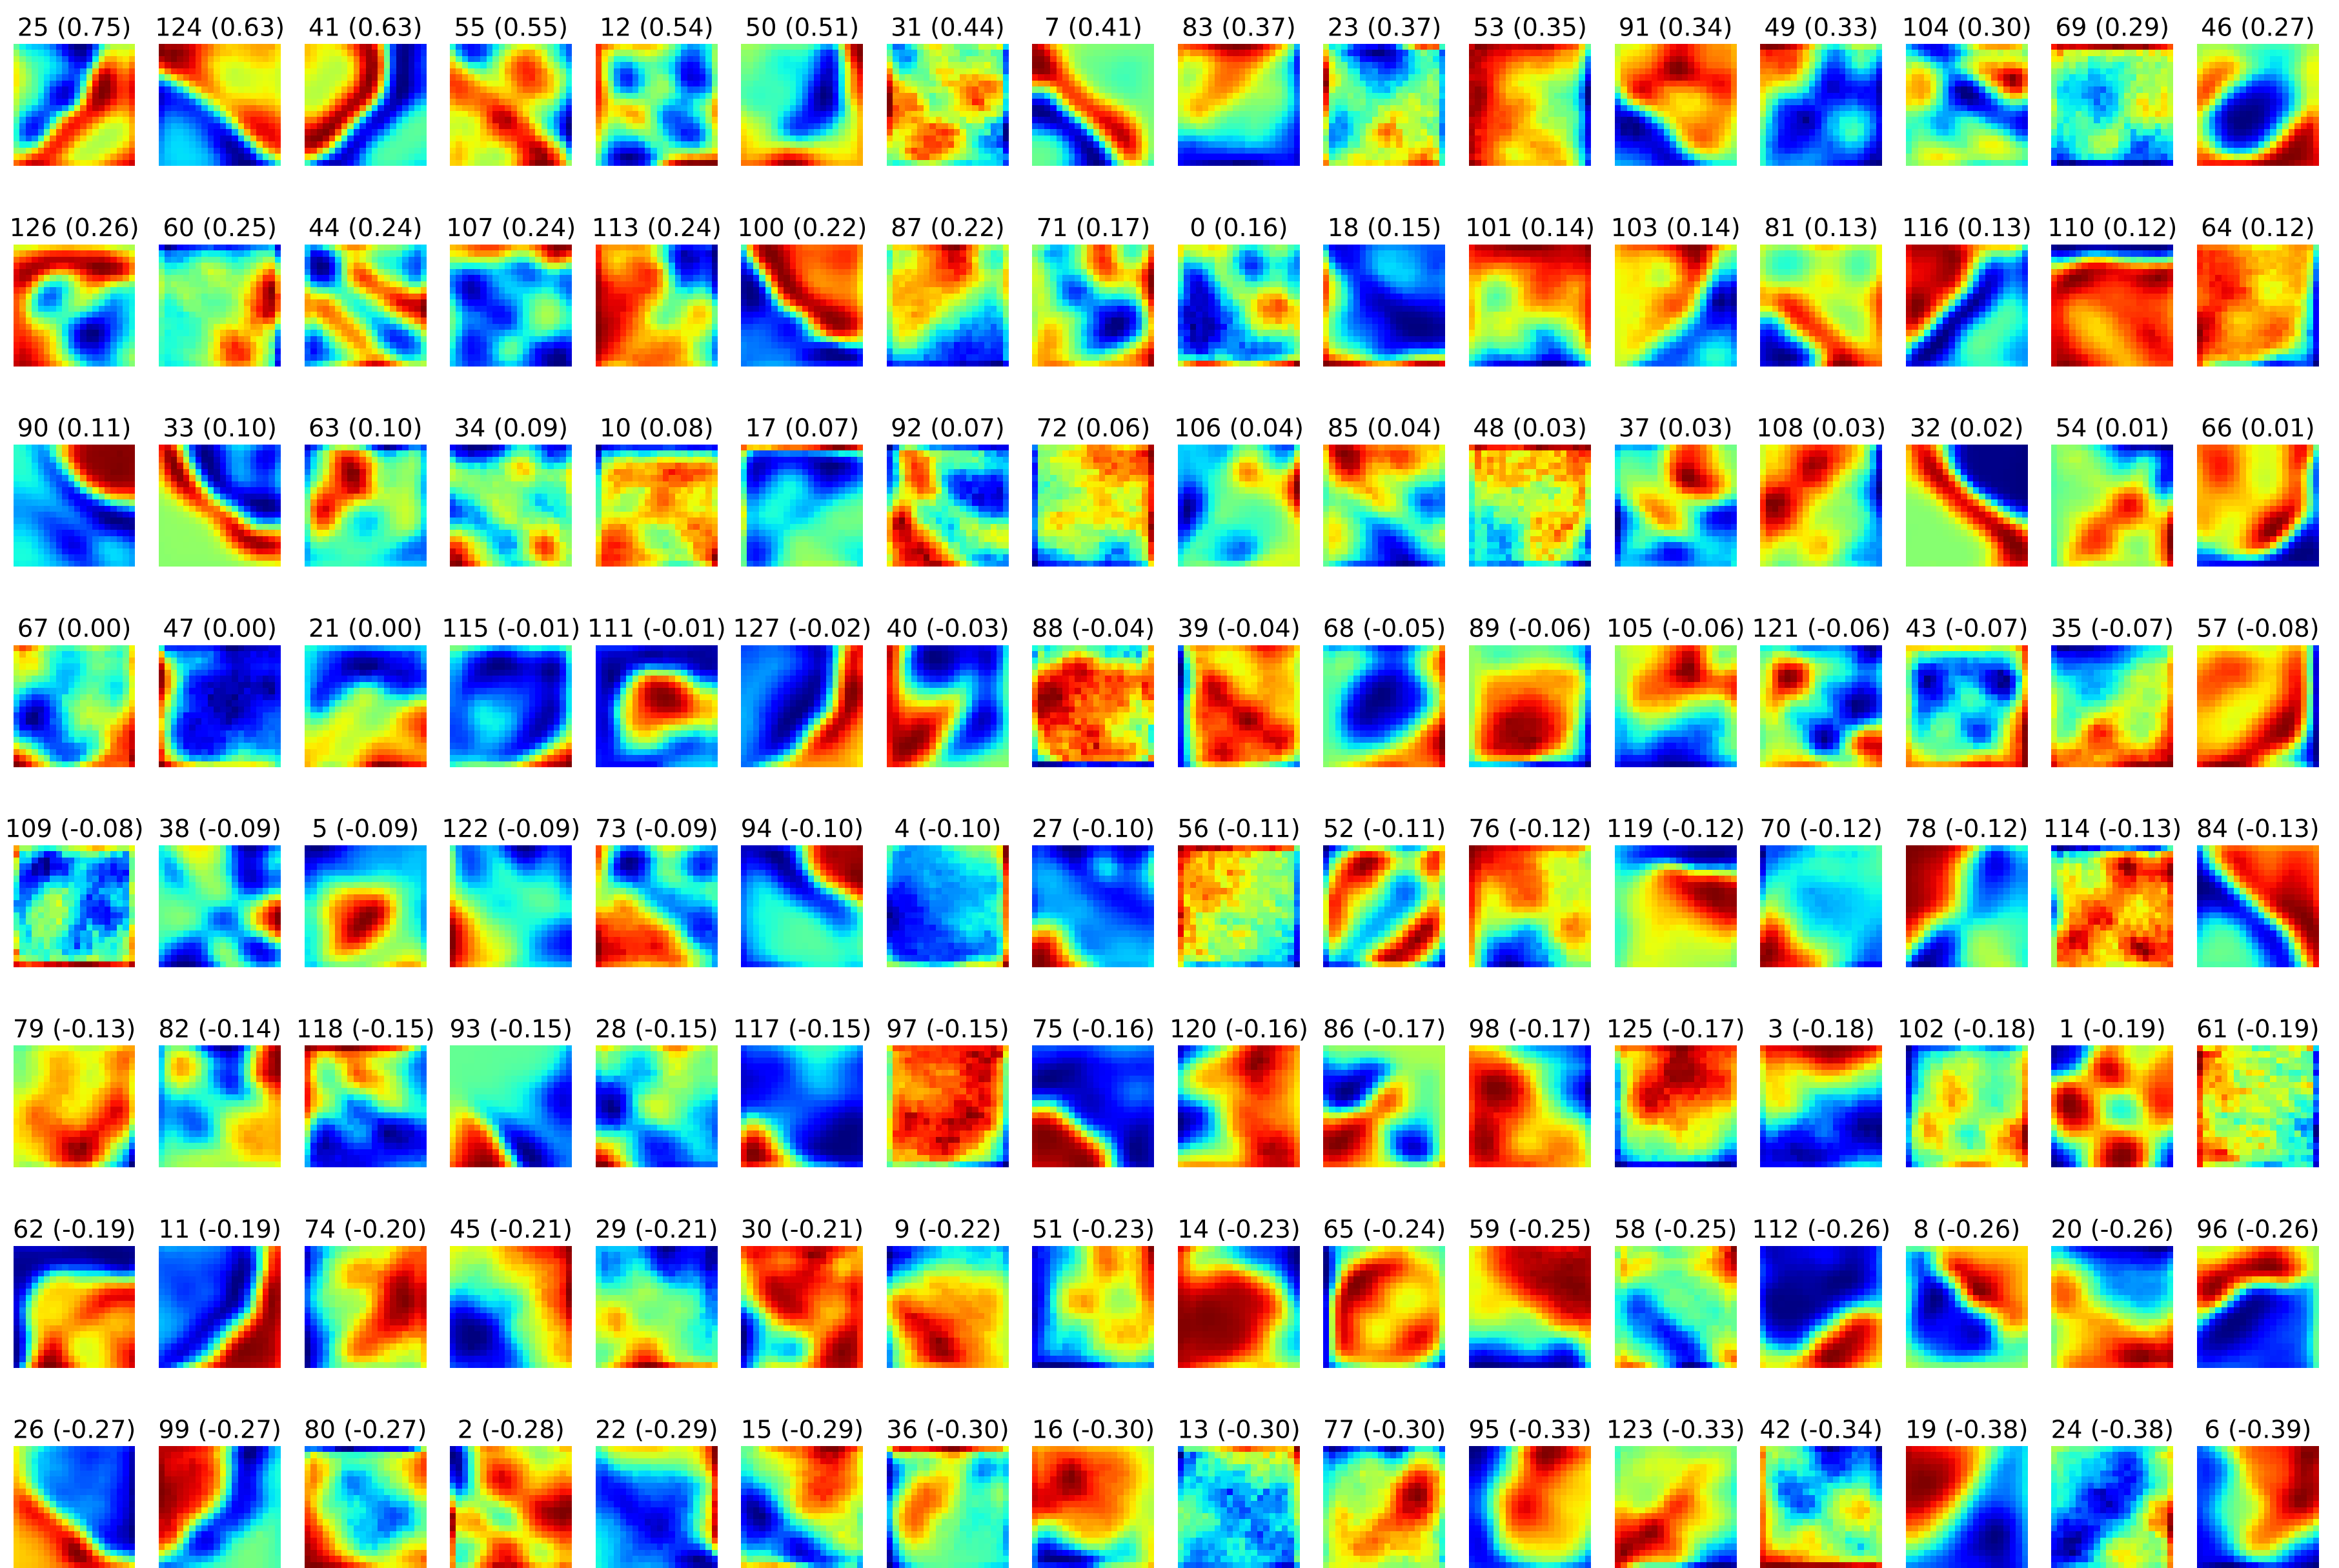 25 (0.75) 124 (0.63) 41 (0.63) 55 (0.55) 12 (0.54) 50 (0.51) 31 (0.44) 7 (0.41) 83 (0.37) 23 (0.37) 53 (0.35) 91 (0.34) 49 (0.33) 104 (0.30) 69 (0.29) 46 (0.27)
126 (0.26) 60 (0.25) 44 (0.24) 107 (0.24) 113 (0.24) 100 (0.22) 87 (0.22) 71 (0.17) 0 (0.16) 18 (0.15) 101 (0.14) 103 (0.14) 81 (0.13) 116 (0.13) 110 (0.12) 64 (0.12)
90 (0.11) 33 (0.10) 63 (0.10) 34 (0.09) 10 (0.08) 17 (0.07) 92 (0.07) 72 (0.06) 106 (0.04) 85 (0.04) 48 (0.03) 37 (0.03) 108 (0.03) 32 (0.02) 54 (0.01) 66 (0.01)
67 (0.00) 47 (0.00) 21 (0.00) 115 (-0.01) 111 (-0.01) 127 (-0.02) 40 (-0.03) 88 (-0.04) 39 (-0.04) 68 (-0.05) 89 (-0.06) 105 (-0.06) 121 (-0.06) 43 (-0.07) 35 (-0.07) 57 (-0.08)
109 (-0.08) 38 (-0.09) 5 (-0.09) 122 (-0.09) 73 (-0.09) 94 (-0.10) 4 (-0.10) 27 (-0.10) 56 (-0.11) 52 (-0.11) 76 (-0.12) 119 (-0.12) 70 (-0.12) 78 (-0.12) 114 (-0.13) 84 (-0.13)
79 (-0.13) 82 (-0.14) 118 (-0.15) 93 (-0.15) 28 (-0.15) 117 (-0.15) 97 (-0.15) 75 (-0.16) 120 (-0.16) 86 (-0.17) 98 (-0.17) 125 (-0.17) 3 (-0.18) 102 (-0.18) 1 (-0.19) 61 (-0.19)
62 (-0.19) 11 (-0.19) 74 (-0.20) 45 (-0.21) 29 (-0.21) 30 (-0.21) 9 (-0.22) 51 (-0.23) 14 (-0.23) 65 (-0.24) 59 (-0.25) 58 (-0.25) 112 (-0.26) 8 (-0.26) 20 (-0.26) 96 (-0.26)
26 (-0.27) 99 (-0.27) 80 (-0.27) 2 (-0.28) 22 (-0.29) 15 (-0.29) 36 (-0.30) 16 (-0.30) 13 (-0.30) 77 (-0.30) 95 (-0.33) 123 (-0.33) 42 (-0.34) 19 (-0.38) 24 (-0.38) 6 (-0.39)